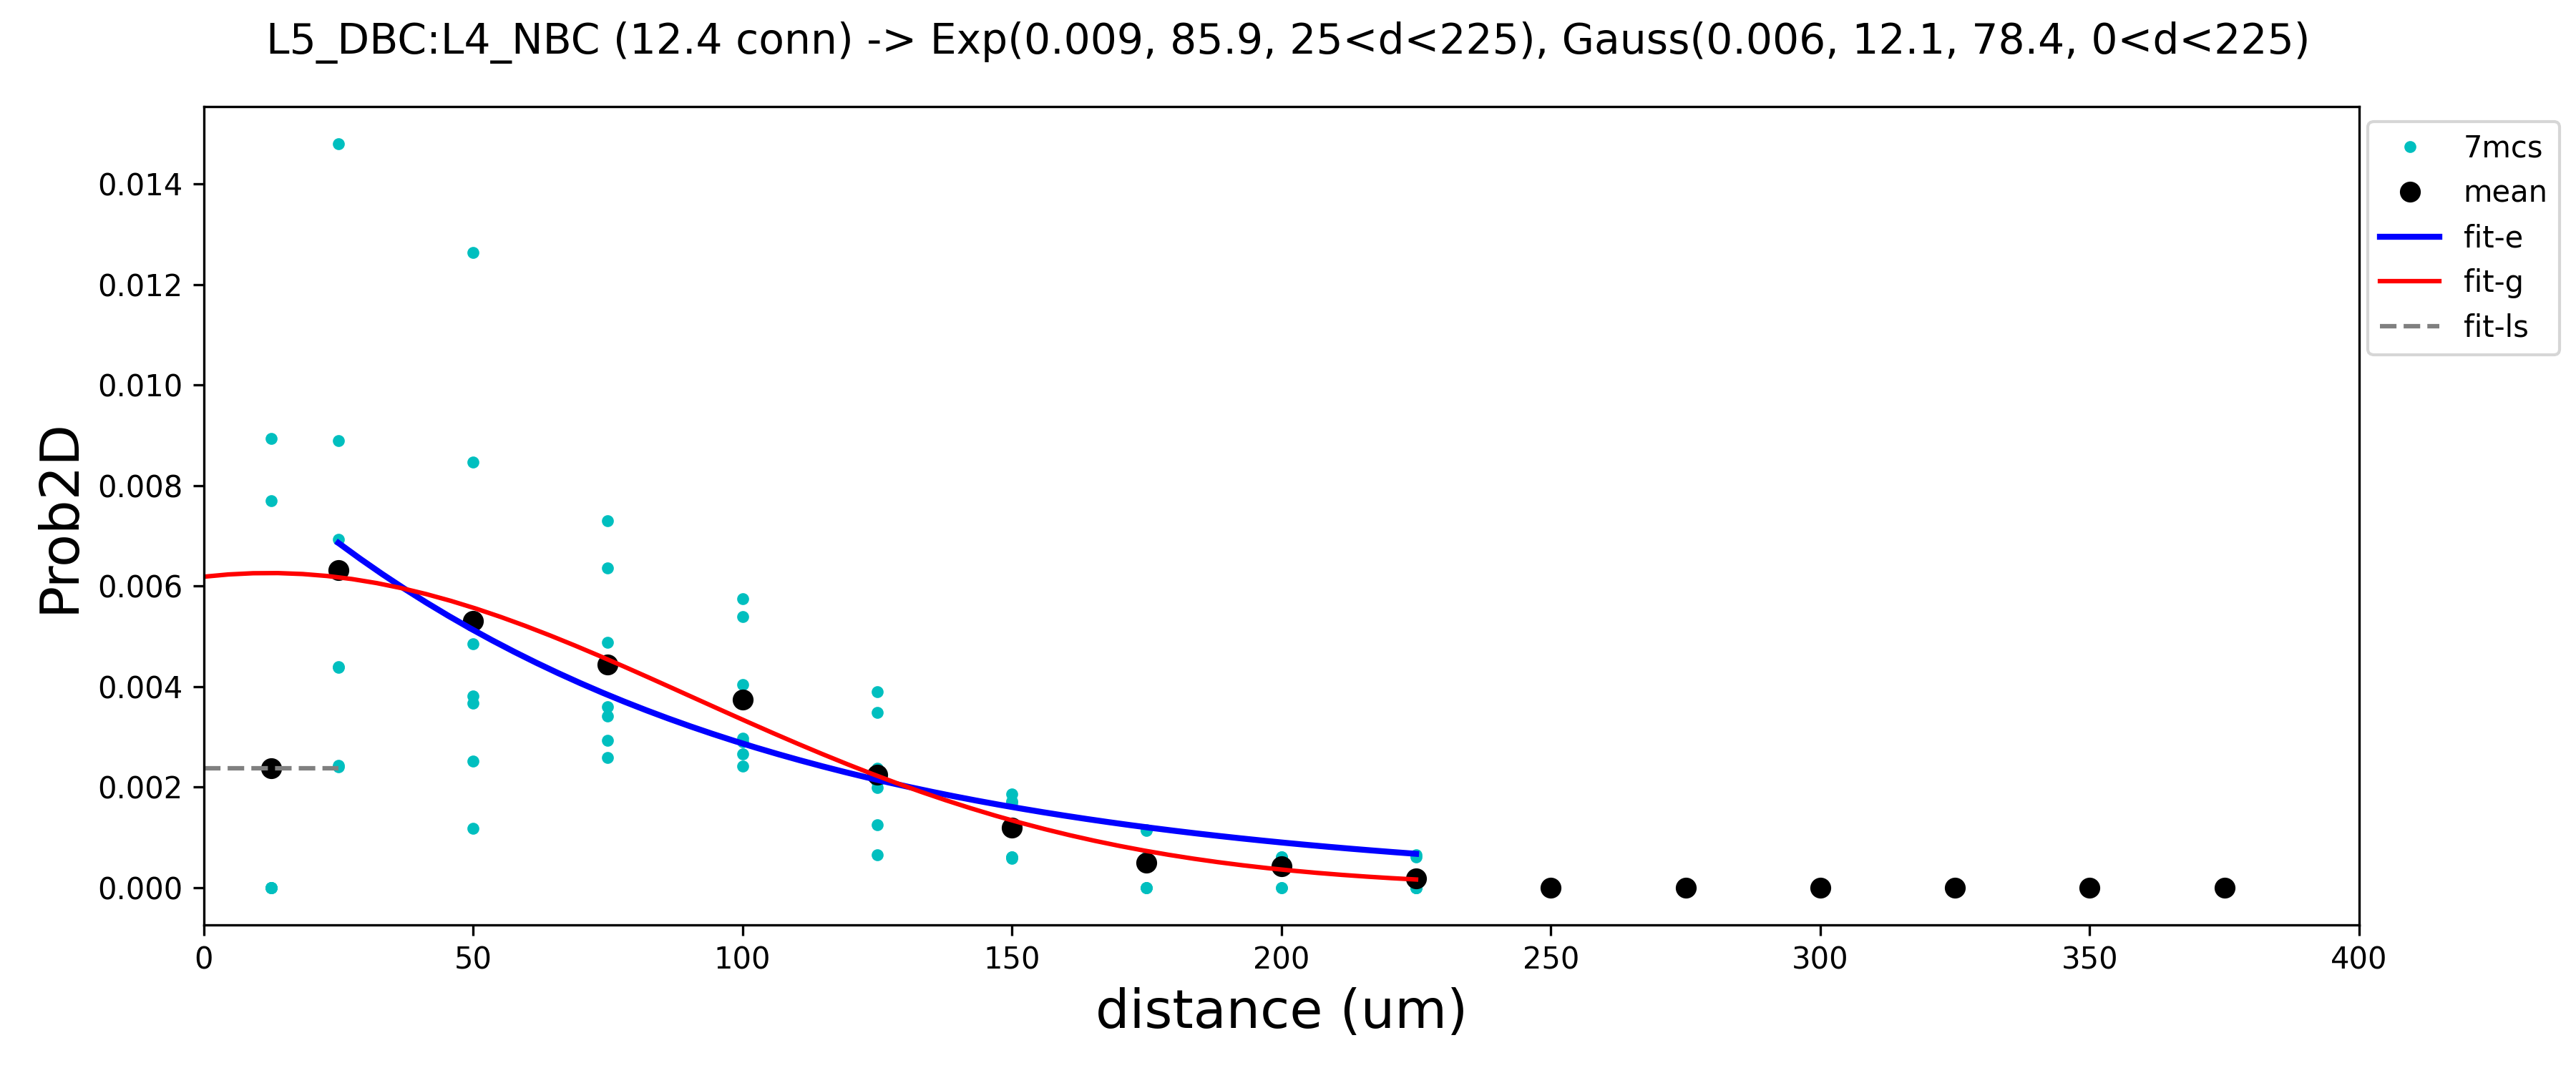 L5_DBC:L4_NBC (12.4 conn) -> Exp(0.009, 85.9, 25<d<225), Gauss(0.006, 12.1, 78.4, 0<d<225)
7mcs
mean
fit-e
fit-g
fit-ls
Prob2D
0.014
0.012
0.010
0.008
0.006
0.004
0.002
0.000
0 50 100 150 200 250 300 350 400
distance (um)